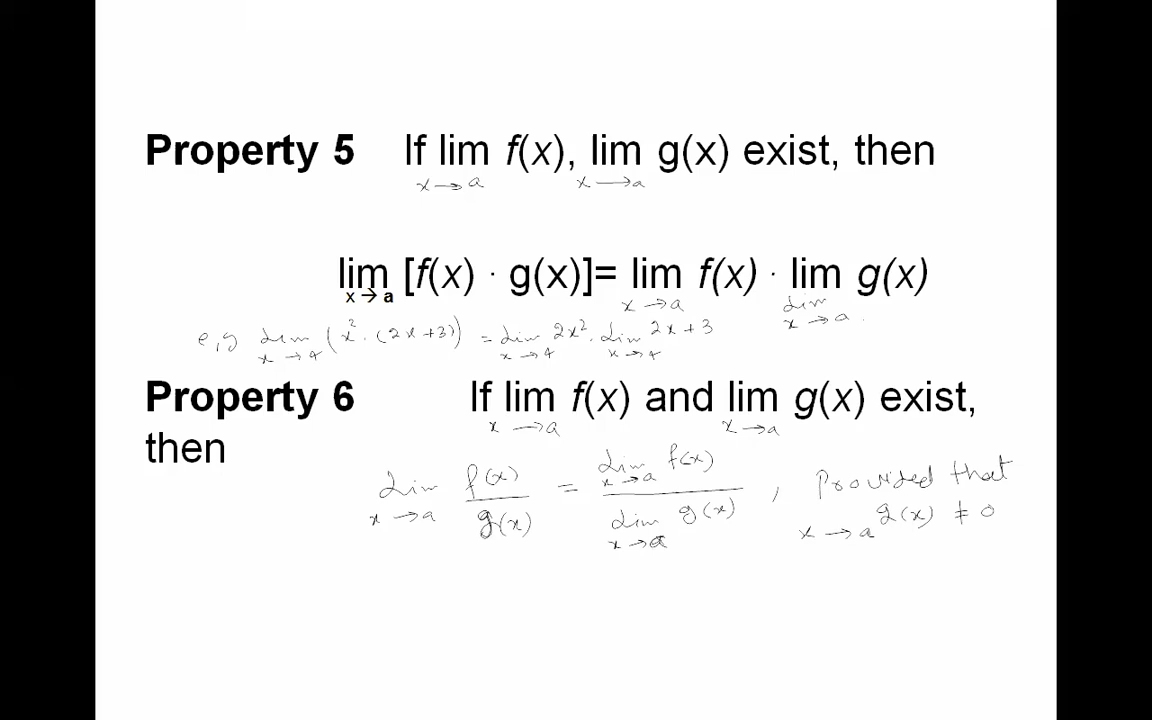 Property 5 If lim f(x), lim g(x) exist, then
x→a x→a
lim [f(x) · g(x)]= lim f(x) · lim g(x)
x→a x→a lim x→a
e,g lim x→4 (x² · (2x+3)) = lim x→4 2x² · lim x→4 2x+3
Property 6 If lim f(x) and lim g(x) exist,
x→a x→a
then
lim x→a f(x)/g(x) = lim x→a f(x) / lim x→a g(x) , Provided that
x→a g(x) ≠ 0